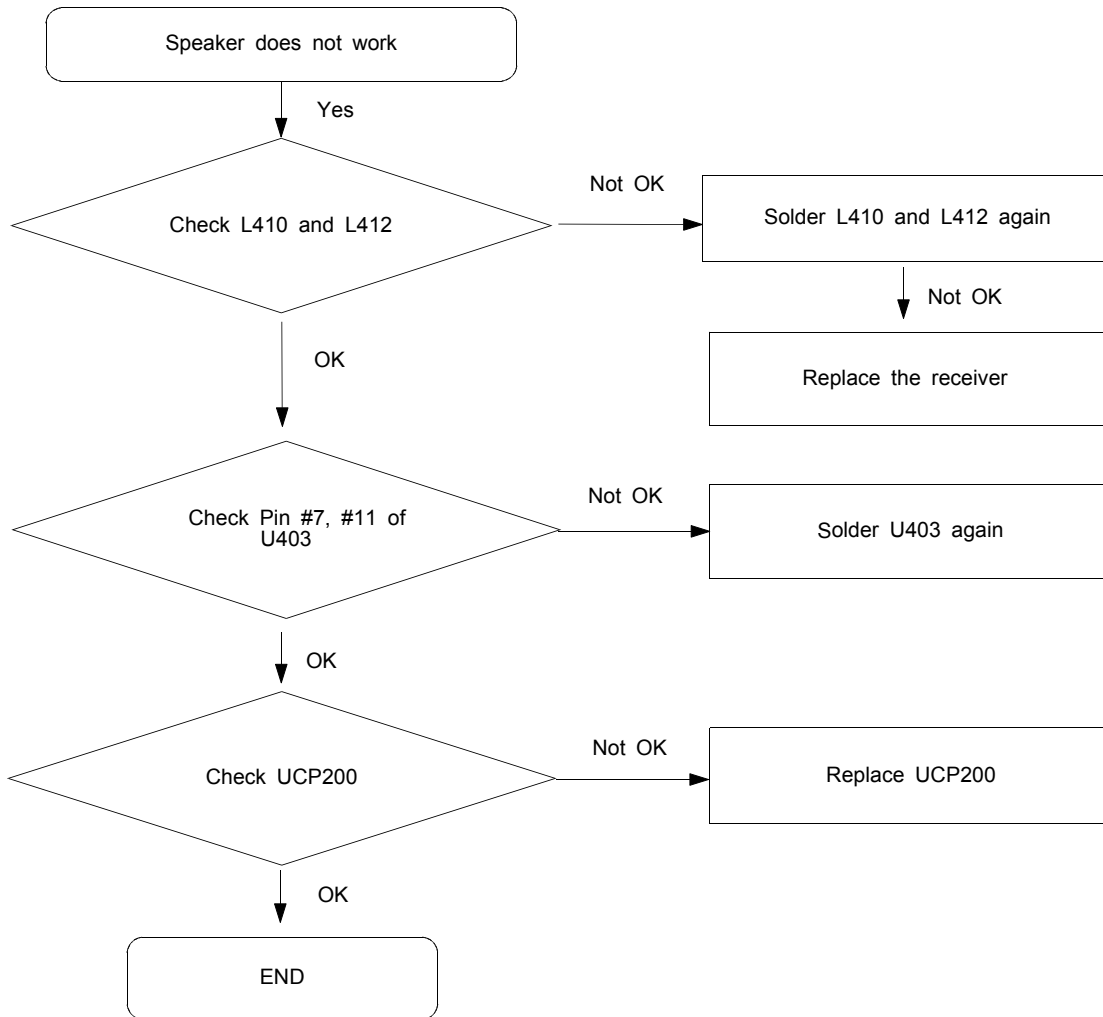 Speaker does not work
Yes
Check L410 and L412
Not OK
Solder L410 and L412 again
Not OK
Replace the receiver
OK
Check Pin #7, #11 of
U403
Not OK
Solder U403 again
OK
Check UCP200
Not OK
Replace UCP200
OK
END